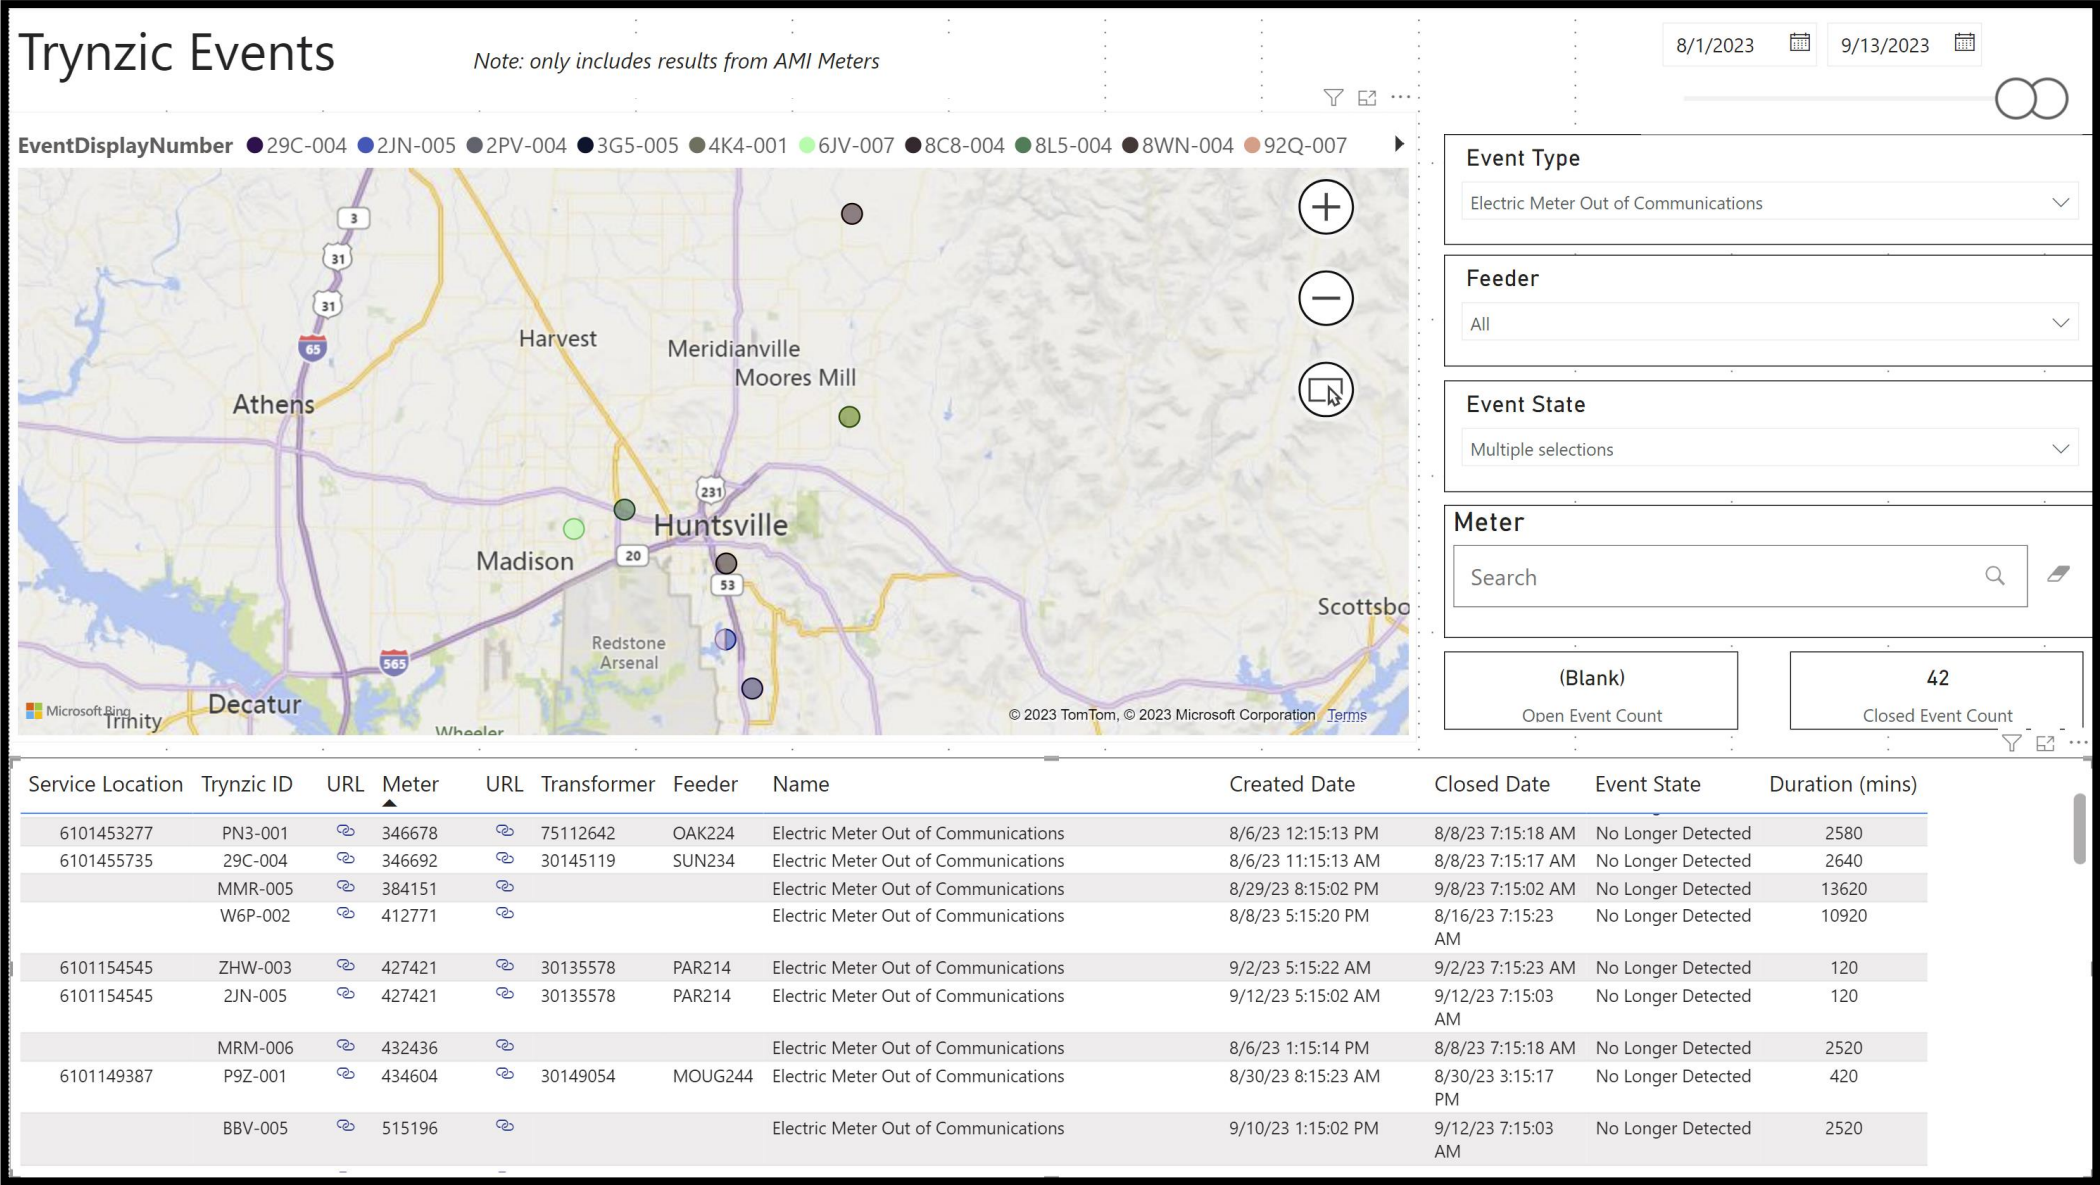 Trynzic Events
Note: only includes results from AMI Meters
8/1/2023
9/13/2023
EventDisplayNumber 29C-004 2JN-005 2PV-004 3G5-005 4K4-001 6JV-007 8C8-004 8L5-004 8WN-004 92Q-007
3
31
31
65
Harvest
Meridianville
Moores Mill
Athens
231
Huntsville
20
Madison
53
Scottsbo
Redstone
Arsenal
565
Decatur
Microsoft Bing
Trinity
Wheeler
© 2023 TomTom, © 2023 Microsoft Corporation Terms
Event Type
Electric Meter Out of Communications
Feeder
All
Event State
Multiple selections
Meter
Search
(Blank)
Open Event Count
42
Closed Event Count
Service Location Trynzic ID URL Meter URL Transformer Feeder Name Created Date Closed Date Event State Duration (mins)
6101453277 PN3-001 346678 75112642 OAK224 Electric Meter Out of Communications 8/6/23 12:15:13 PM 8/8/23 7:15:18 AM No Longer Detected 2580
6101455735 29C-004 346692 30145119 SUN234 Electric Meter Out of Communications 8/6/23 11:15:13 AM 8/8/23 7:15:17 AM No Longer Detected 2640
MMR-005 384151 Electric Meter Out of Communications 8/29/23 8:15:02 PM 9/8/23 7:15:02 AM No Longer Detected 13620
W6P-002 412771 Electric Meter Out of Communications 8/8/23 5:15:20 PM 8/16/23 7:15:23 No Longer Detected 10920
AM
6101154545 ZHW-003 427421 30135578 PAR214 Electric Meter Out of Communications 9/2/23 5:15:22 AM 9/2/23 7:15:23 AM No Longer Detected 120
6101154545 2JN-005 427421 30135578 PAR214 Electric Meter Out of Communications 9/12/23 5:15:02 AM 9/12/23 7:15:03 No Longer Detected 120
AM
MRM-006 432436 Electric Meter Out of Communications 8/6/23 1:15:14 PM 8/8/23 7:15:18 AM No Longer Detected 2520
6101149387 P9Z-001 434604 30149054 MOUG244 Electric Meter Out of Communications 8/30/23 8:15:23 AM 8/30/23 3:15:17 No Longer Detected 420
PM
BBV-005 515196 Electric Meter Out of Communications 9/10/23 1:15:02 PM 9/12/23 7:15:03 No Longer Detected 2520
AM